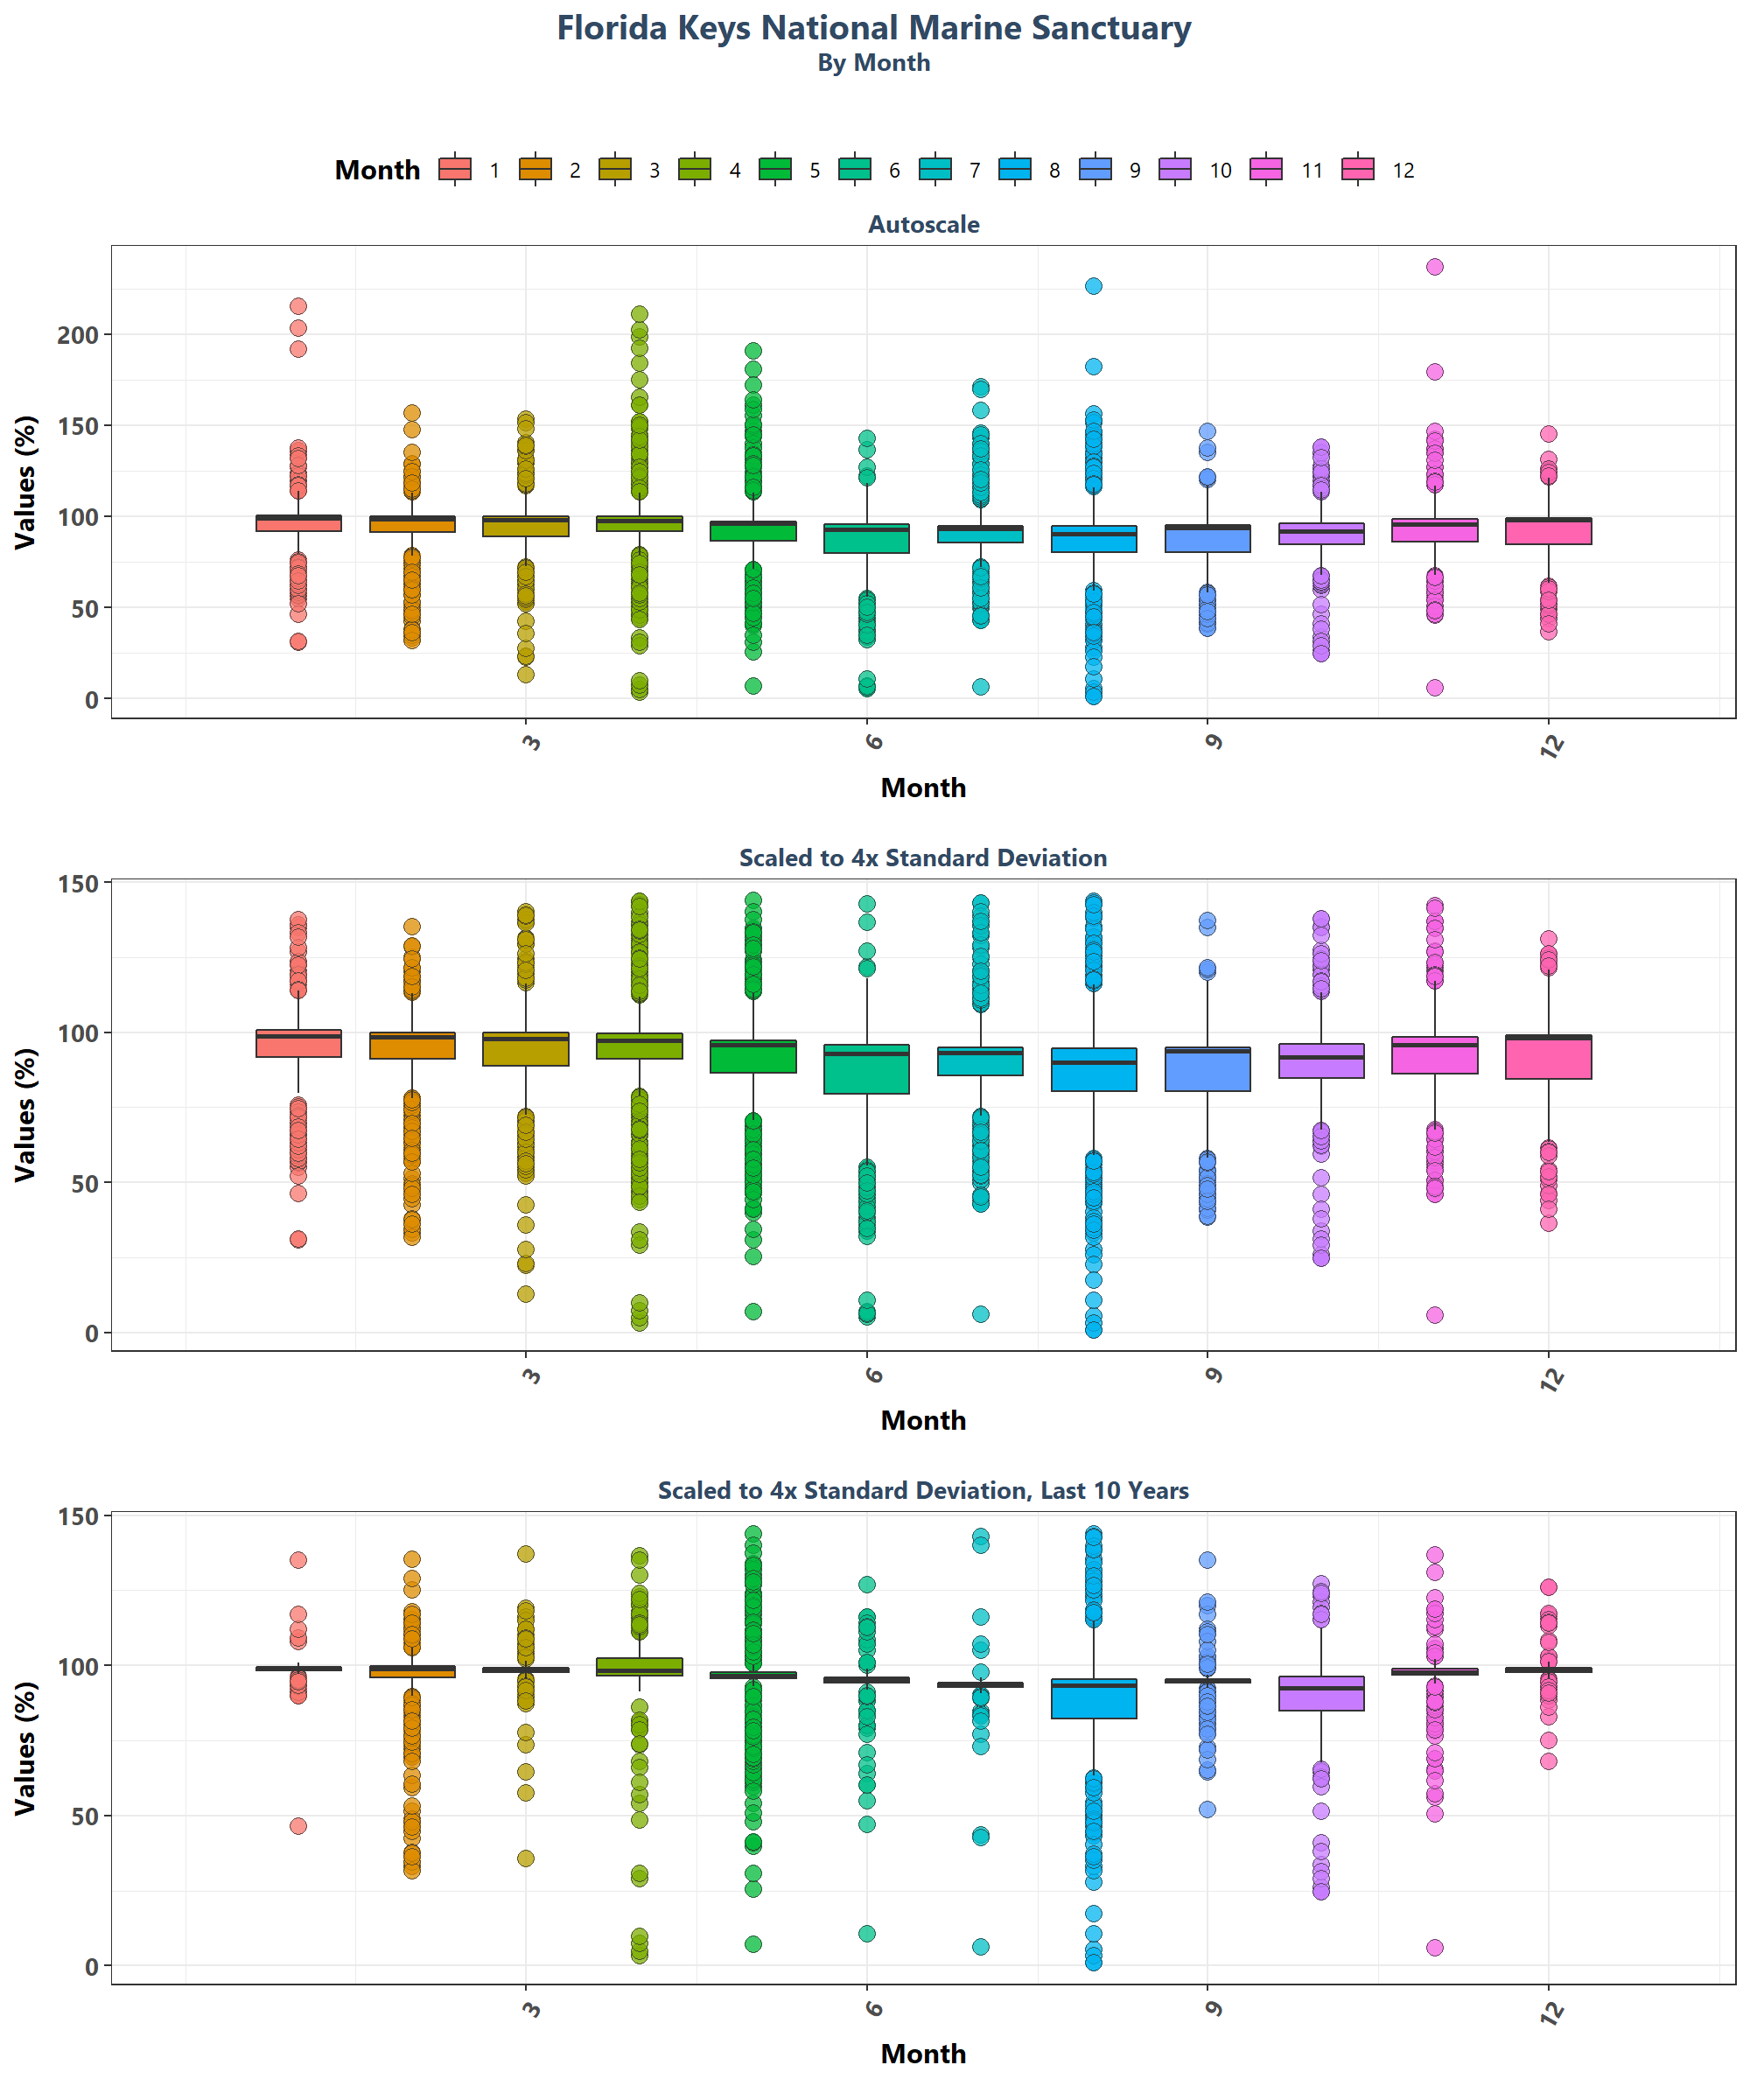 Florida Keys National Marine Sanctuary
By Month
Month 1 2 3 4 5 6 7 8 9 10 11 12
Autoscale
Values (%)
200
150
100
50
0
3 6 9 12
Month
Scaled to 4x Standard Deviation
Values (%)
150
100
50
0
3 6 9 12
Month
Scaled to 4x Standard Deviation, Last 10 Years
Values (%)
150
100
50
0
3 6 9 12
Month